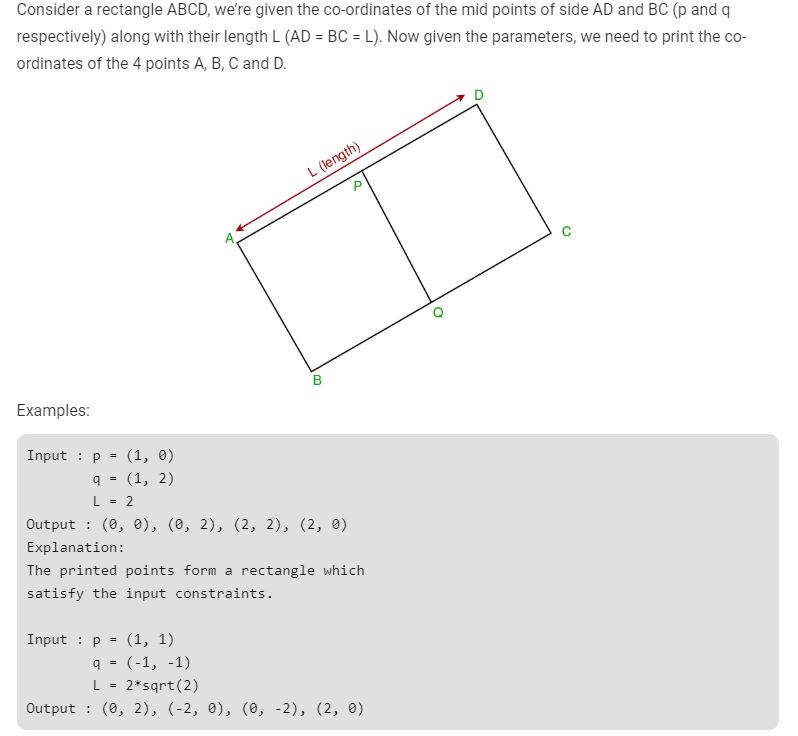 Consider a rectangle ABCD, we're given the co-ordinates of the mid points of side AD and BC (p and q
respectively) along with their length L (AD = BC = L). Now given the parameters, we need to print the co-
ordinates of the 4 points A, B, C and D.
D
L (length)
P
A
C
Q
B
Examples:
Input : p = (1, 0)
q = (1, 2)
L = 2
Output : (0, 0), (0, 2), (2, 2), (2, 0)
Explanation:
The printed points form a rectangle which
satisfy the input constraints.
Input : p = (1, 1)
q = (-1, -1)
L = 2*sqrt(2)
Output : (0, 2), (-2, 0), (0, -2), (2, 0)